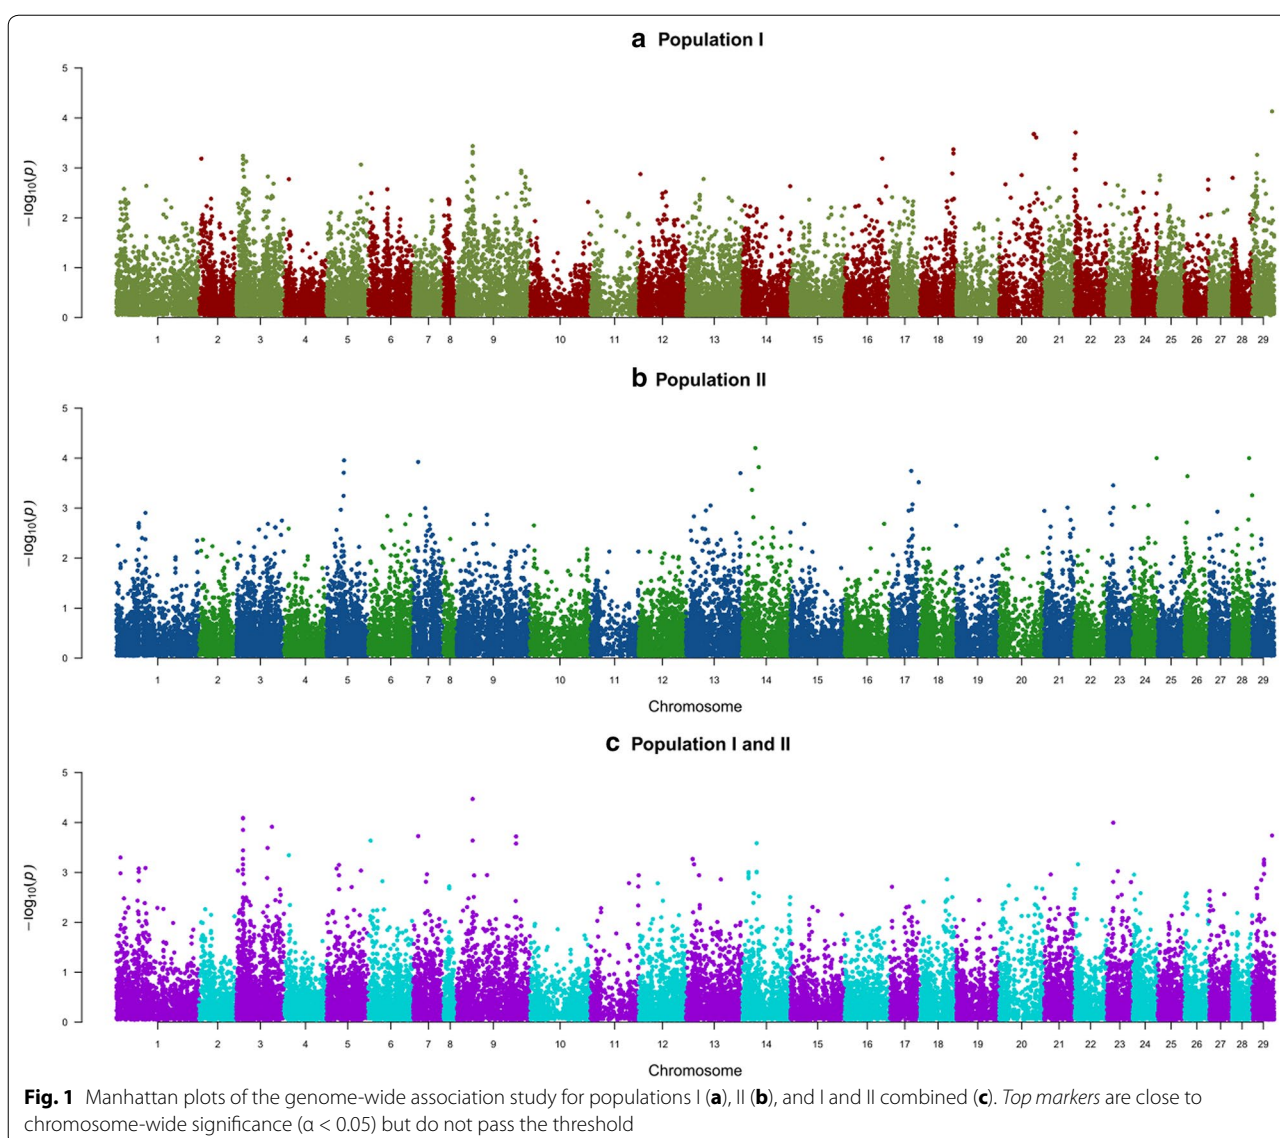 a Population I
5
4
3
2
1
0
−log₁₀(p)
1 2 3 4 5 6 7 8 9 10 11 12 13 14 15 16 17 18 19 20 21 22 23 24 25 26 27 28 29
b Population II
5
4
3
2
1
0
−log₁₀(p)
1 2 3 4 5 6 7 8 9 10 11 12 13 14 15 16 17 18 19 20 21 22 23 24 25 26 27 28 29
Chromosome
c Population I and II
5
4
3
2
1
0
−log₁₀(p)
1 2 3 4 5 6 7 8 9 10 11 12 13 14 15 16 17 18 19 20 21 22 23 24 25 26 27 28 29
Chromosome
Fig. 1 Manhattan plots of the genome-wide association study for populations I (a), II (b), and I and II combined (c). Top markers are close to
chromosome-wide significance (α < 0.05) but do not pass the threshold